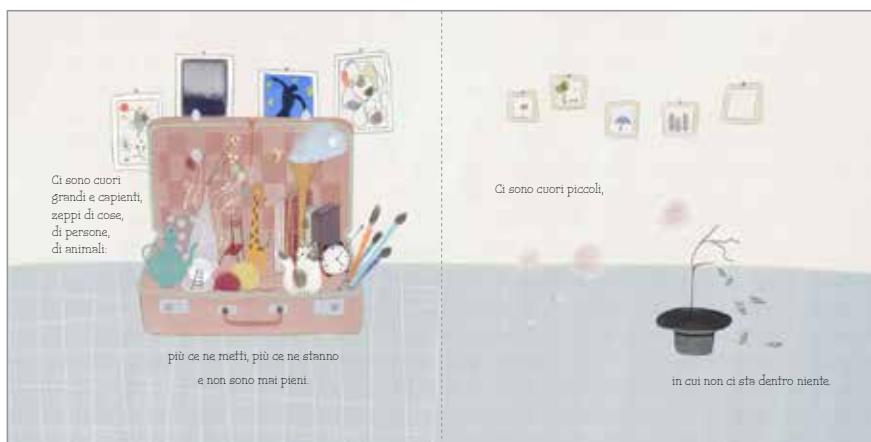 Ci sono cuori
grandi e capienti,
zeppi di cose,
di persone,
di animali:
più ce ne metti, più ce ne stanno
e non sono mai pieni.
Ci sono cuori piccoli,
in cui non ci sta dentro niente.